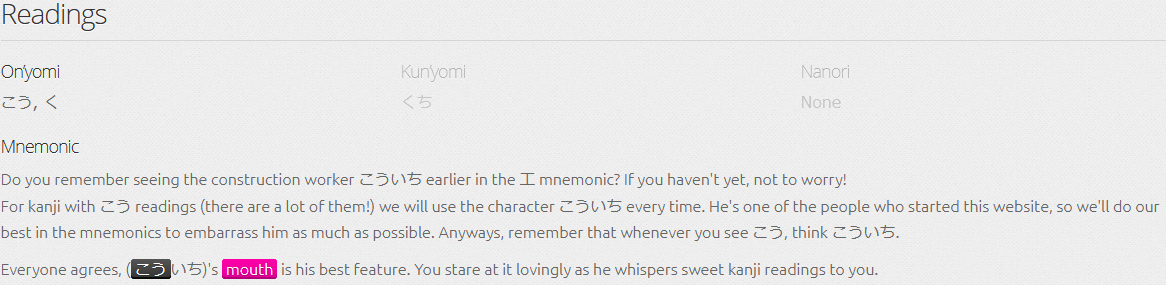 Readings
On'yomi
Kun'yomi
Nanori
こう, く
くち
None
Mnemonic
Do you remember seeing the construction worker こういち earlier in the 工 mnemonic? If you haven't yet, not to worry!
For kanji with こう readings (there are a lot of them!) we will use the character こういち every time. He's one of the people who started this website, so we'll do our
best in the mnemonics to embarrass him as much as possible. Anyways, remember that whenever you see こう, think こういち.
Everyone agrees, (こういち)'s mouth is his best feature. You stare at it lovingly as he whispers sweet kanji readings to you.